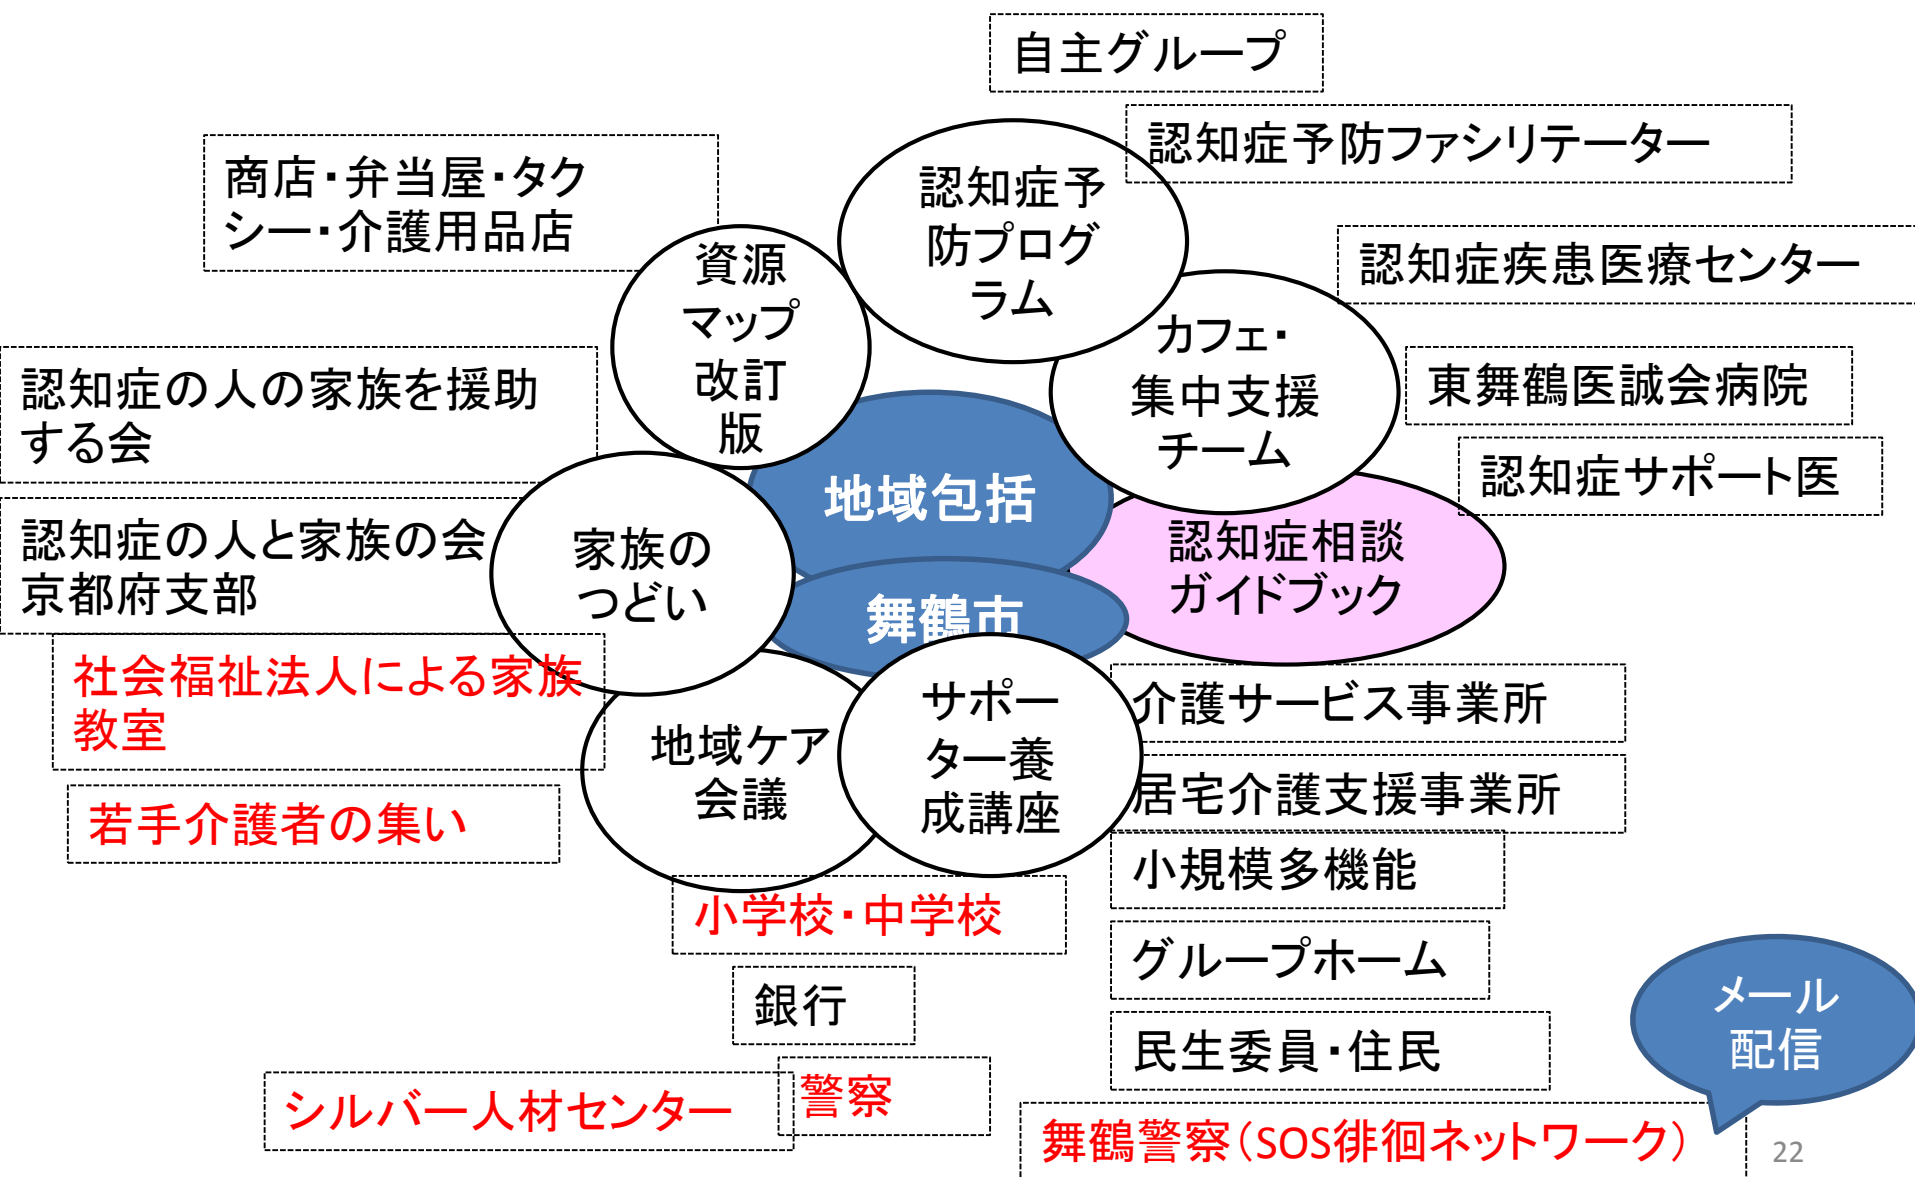 自主グループ
認知症予防ファシリテーター
商店・弁当屋・タク
シー・介護用品店
認知症予
防プログ
ラム
資源
マップ
改訂
版
認知症疾患医療センター
カフェ・
集中支援
チーム
東舞鶴医誠会病院
認知症サポート医
認知症の人の家族を援助
する会
地域包括
認知症の人と家族の会
京都府支部
家族の
つどい
認知症相談
ガイドブック
舞鶴市
社会福祉法人による家族
教室
若手介護者の集い
地域ケア
会議
サポー
ター養
成講座
介護サービス事業所
居宅介護支援事業所
小規模多機能
グループホーム
民生委員・住民
小学校・中学校
銀行
警察
シルバー人材センター
メール
配信
舞鶴警察(SOS徘徊ネットワーク)
22